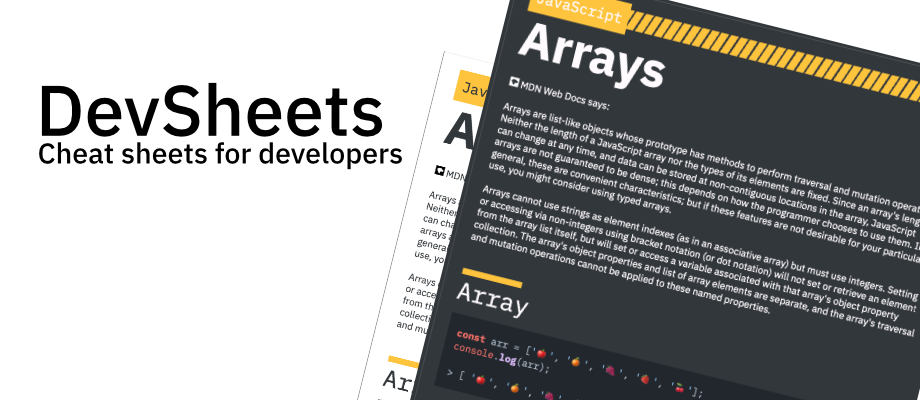 DevSheets
Cheat sheets for developers
JavaScript
Arrays
MDN Web Docs says:
Arrays are list-like objects whose prototype has methods to perform traversal and mutation operat
Neither the length of a JavaScript array nor the types of its elements are fixed. Since an array's leng
can change at any time, and data can be stored at non-contiguous locations in the array, JavaScript
arrays are not guaranteed to be dense; this depends on how the programmer chooses to use them. I
general, these are convenient characteristics; but if these features are not desirable for your particula
use, you might consider using typed arrays.
Arrays cannot use strings as element indexes (as in an associative array) but must use integers. Setting
or accessing via non-integers using bracket notation (or dot notation) will not set or retrieve an element
from the array list itself, but will set or access a variable associated with that array's object property
collection. The array's object properties and list of array elements are separate, and the array's traversal
and mutation operations cannot be applied to these named properties.
Array
const arr = ['🍎', '🍊', '🍇', '🍓', '🍒'];
console.log(arr);
> [ '🍎', '🍊', '🍇',
Jav
A
MDN
Arrays
Neither
can cha
arrays a
general
use, yo
Arrays c
or acce
from th
collecti
and mu
Ar